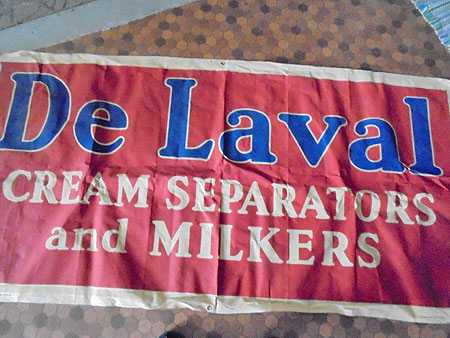 De Laval
CREAM SEPARATORS
and MILKERS